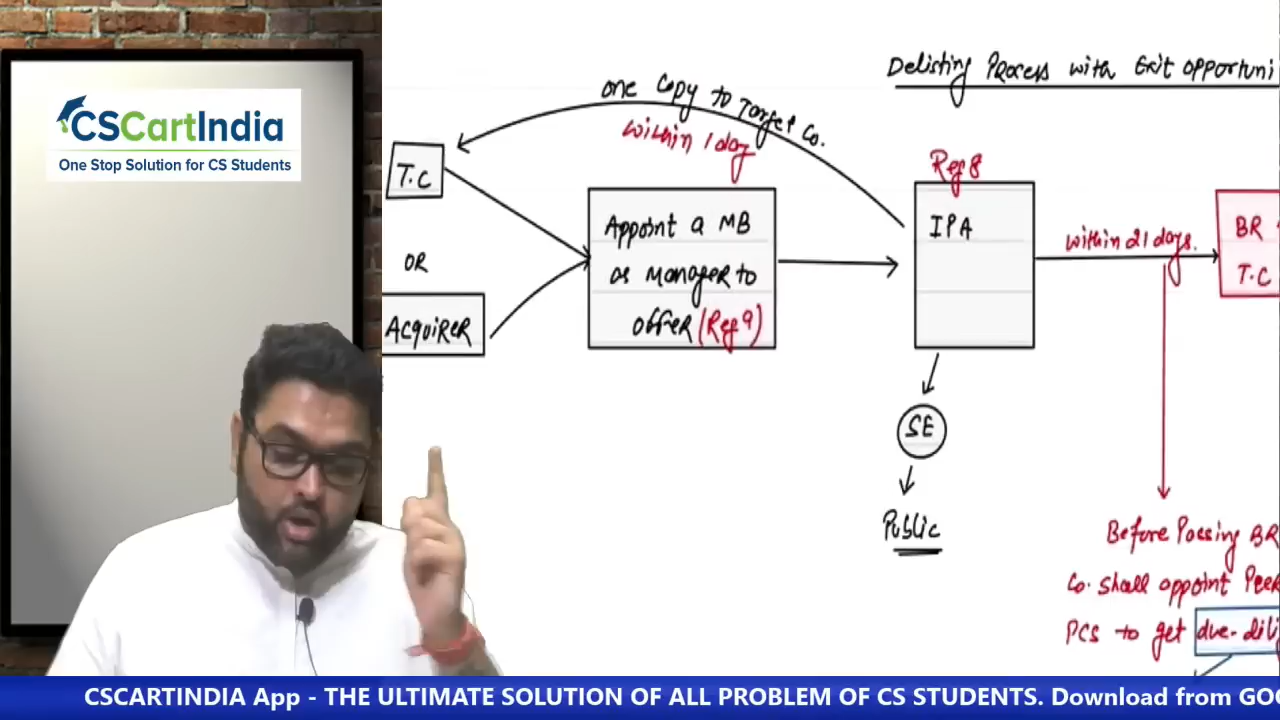 CSCartIndia
One Stop Solution for CS Students
Delisting Process with Exit opportuni
one Copy to Target Co.
within 1 day
T.C
OR
ACQUIRER
Appoint a MB
as manager to
offer (Reg 9)
Reg 8
IPA
SE
Public
within 21 days.
BR
T.C
Before Passing BR
Co. shall appoint Peer
PCS to get due-dili
CSCARTINDIA App - THE ULTIMATE SOLUTION OF ALL PROBLEM OF CS STUDENTS. Download from GOO